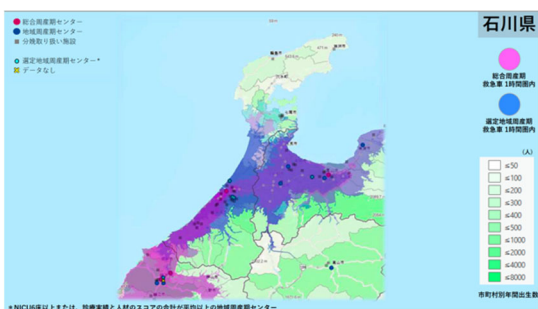 総合周産期センター
地域周産期センター
分娩取り扱い施設
選定地域周産期センター*
データなし
石川県
総合周産期
救急車 1時間圏内
選定地域周産期
救急車 1時間圏内
(人)
≤50
≤100
≤200
≤300
≤400
≤500
≤1000
≤2000
≤4000
≤8000
市町村別年間出生数
* NICU6床以上または、診療実績と人材のスコアの合計が平均以上の地域周産期センター